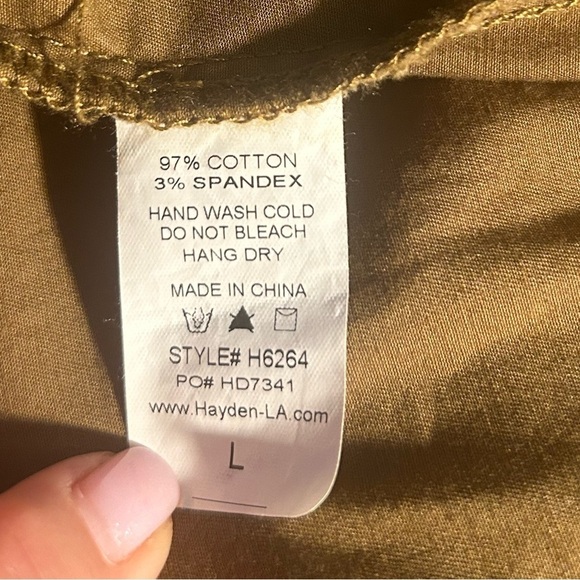 97% COTTON
3% SPANDEX
HAND WASH COLD
DO NOT BLEACH
HANG DRY
MADE IN CHINA
STYLE# H6264
PO# HD7341
www.Hayden-LA.com
L